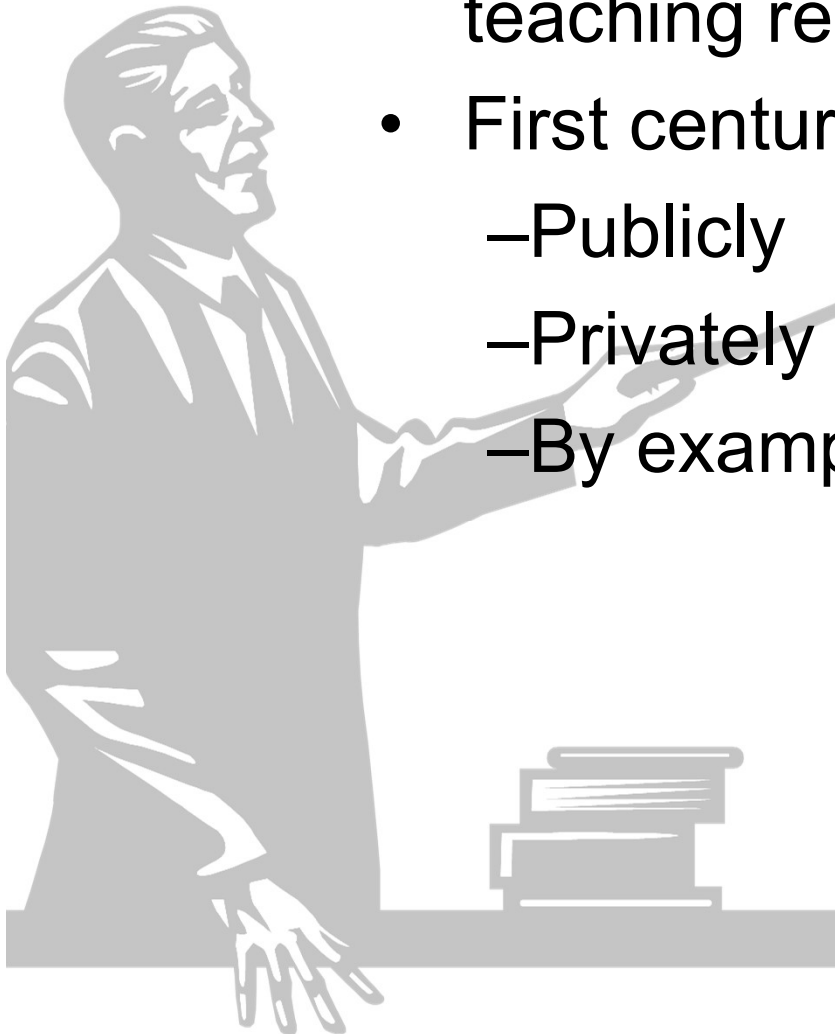 teaching re
• First centur
–Publicly
–Privately
–By examp